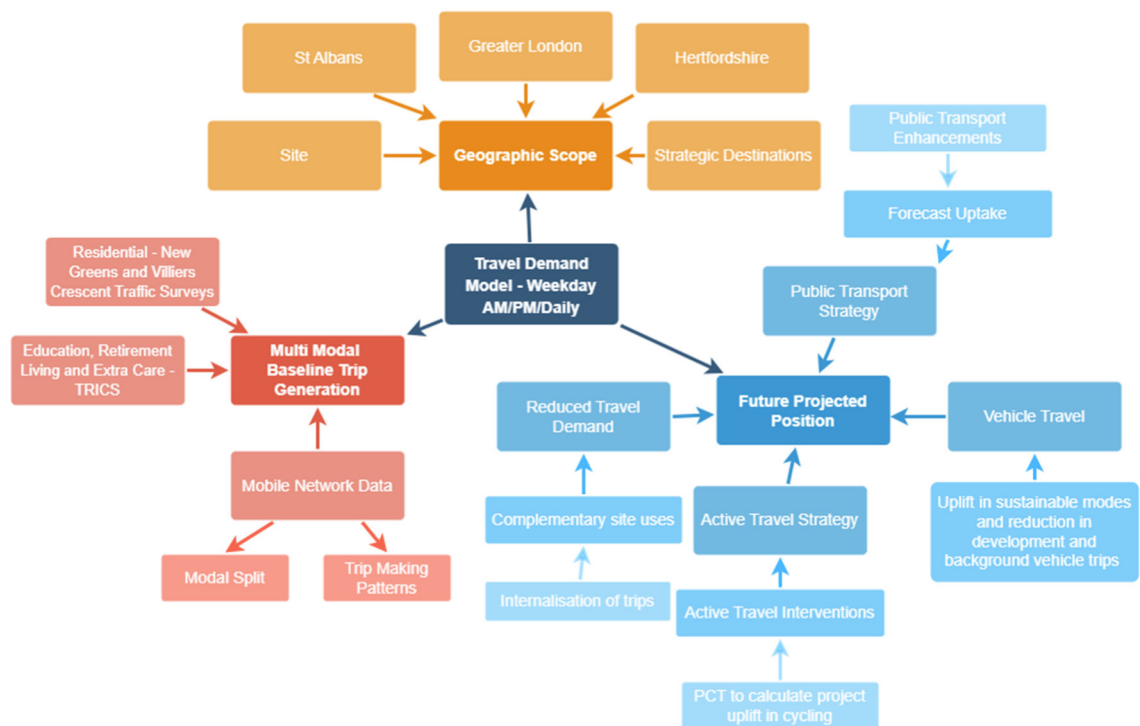 St Albans
Greater London
Hertfordshire
Site
Geographic Scope
Strategic Destinations
Public Transport
Enhancements
Forecast Uptake
Residential - New
Greens and Villiers
Crescent Traffic Surveys
Travel Demand
Model - Weekday
AM/PM/Daily
Public Transport
Strategy
Education, Retirement
Living and Extra Care -
TRICS
Multi Modal
Baseline Trip
Generation
Reduced Travel
Demand
Future Projected
Position
Vehicle Travel
Mobile Network Data
Complementary site uses
Active Travel Strategy
Uplift in sustainable modes
and reduction in
development and
background vehicle trips
Modal Split
Trip Making
Patterns
Internalisation of trips
Active Travel Interventions
PCT to calculate project
uplift in cycling